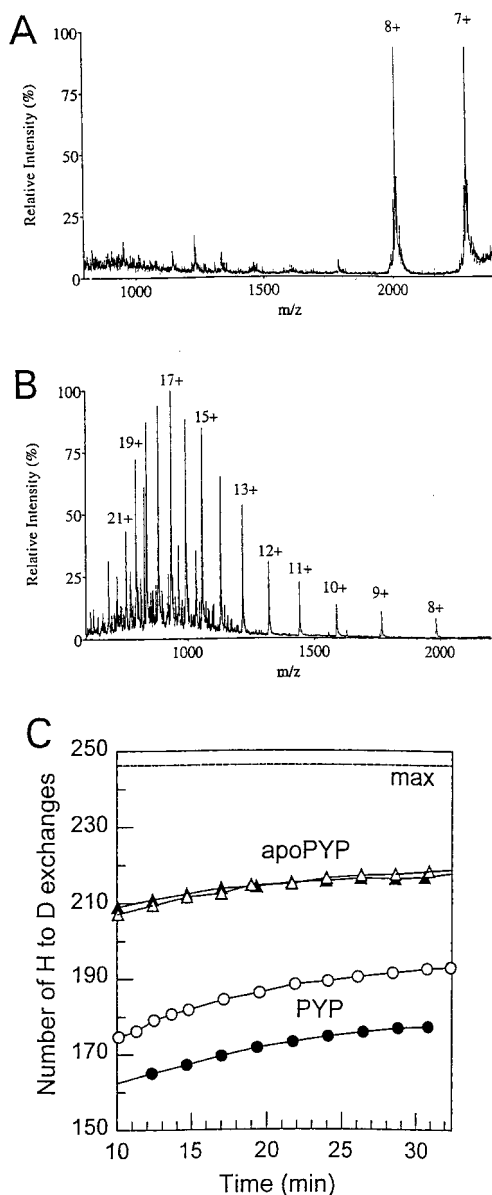 A
8+ 7+
100
75
50
25
0
Relative Intensity (%)
1000 1500 2000
m/z
B
100
75
50
25
0
Relative Intensity (%)
17+
15+
19+
21+
13+
12+
11+
10+
9+
8+
1000 1500 2000
m/z
C
250
230
210
190
170
150
Number of H to D exchanges
max
apoPYP
PYP
10 15 20 25 30
Time (min)